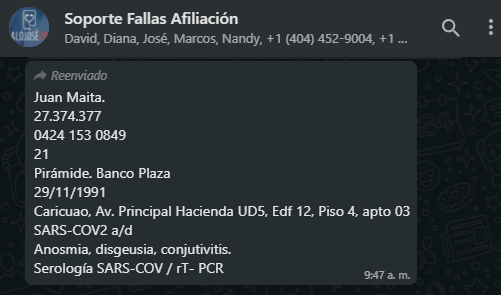 Soporte Fallas Afiliación
David, Diana, José, Marcos, Nandy, +1 (404) 452-9004, +1 ...
Reenviado
Juan Maita.
27.374.377
0424 153 0849
21
Pirámide. Banco Plaza
29/11/1991
Caricuao, Av. Principal Hacienda UD5, Edf 12, Piso 4, apto 03
SARS-COV2 a/d
Anosmia, disgeusia, conjutivitis.
Serología SARS-COV / rT- PCR
9:47 a. m.